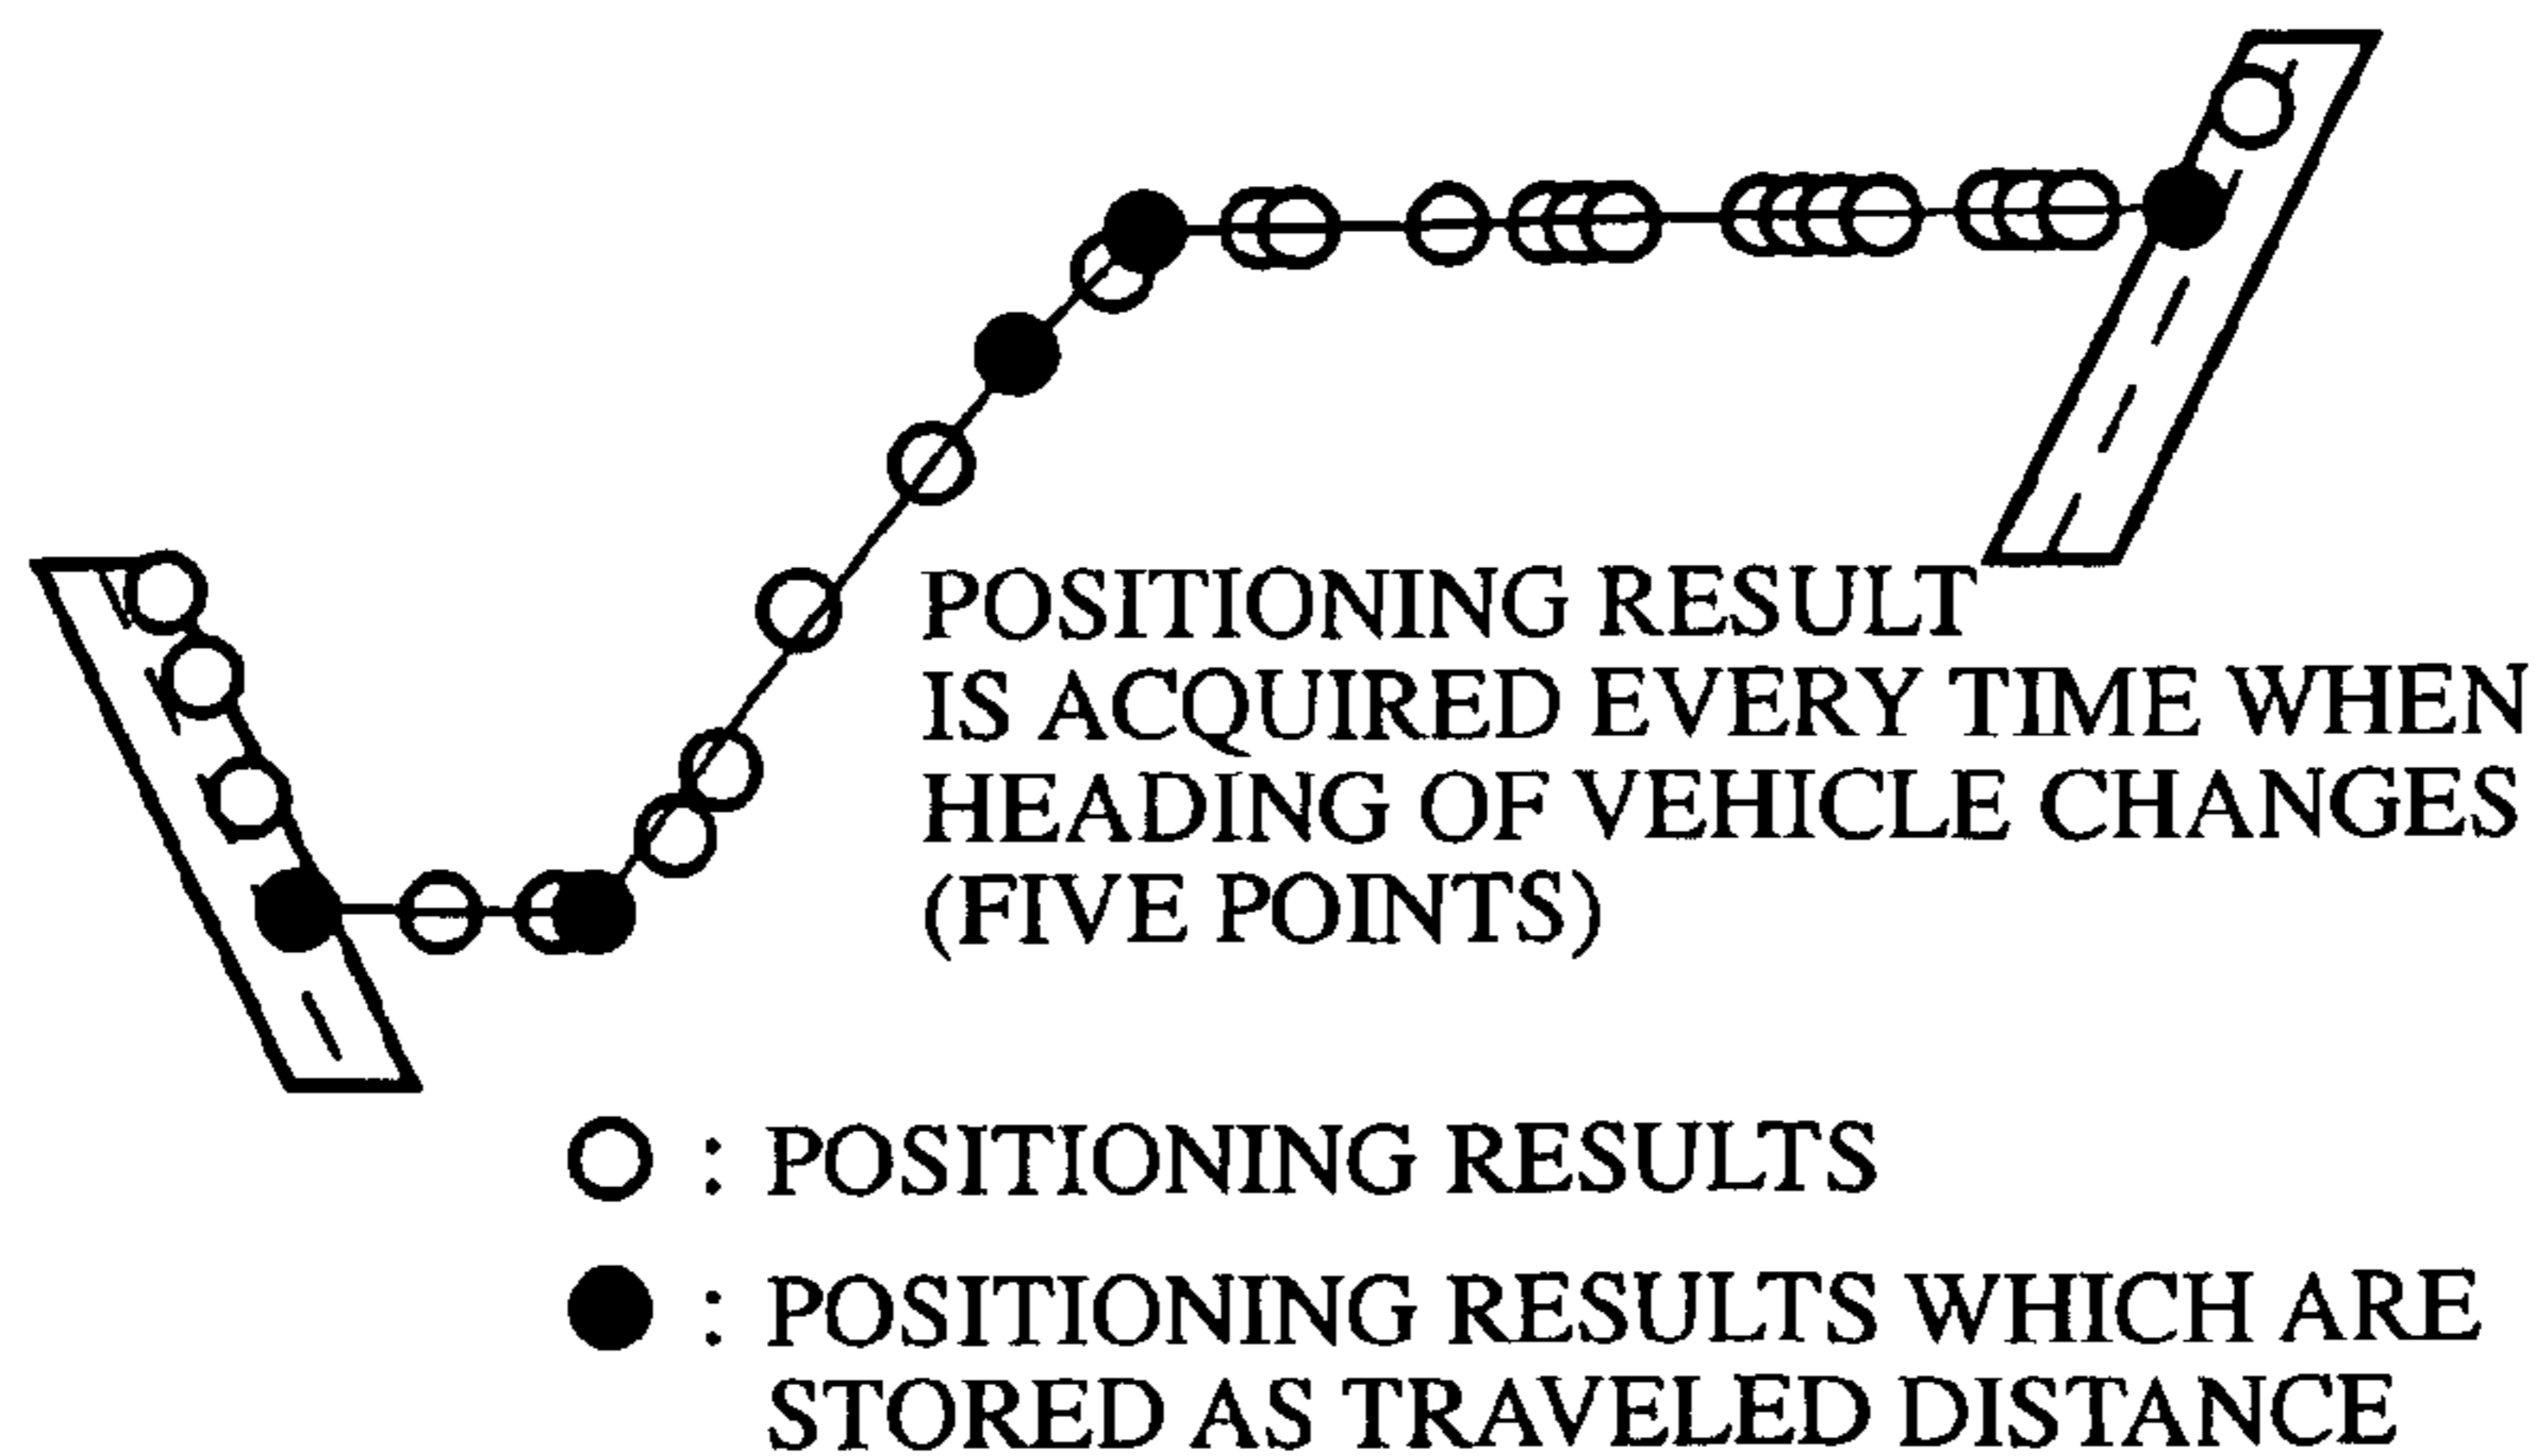 POSITIONING RESULT
IS ACQUIRED EVERY TIME WHEN
HEADING OF VEHICLE CHANGES
(FIVE POINTS)
: POSITIONING RESULTS
: POSITIONING RESULTS WHICH ARE
STORED AS TRAVELED DISTANCE